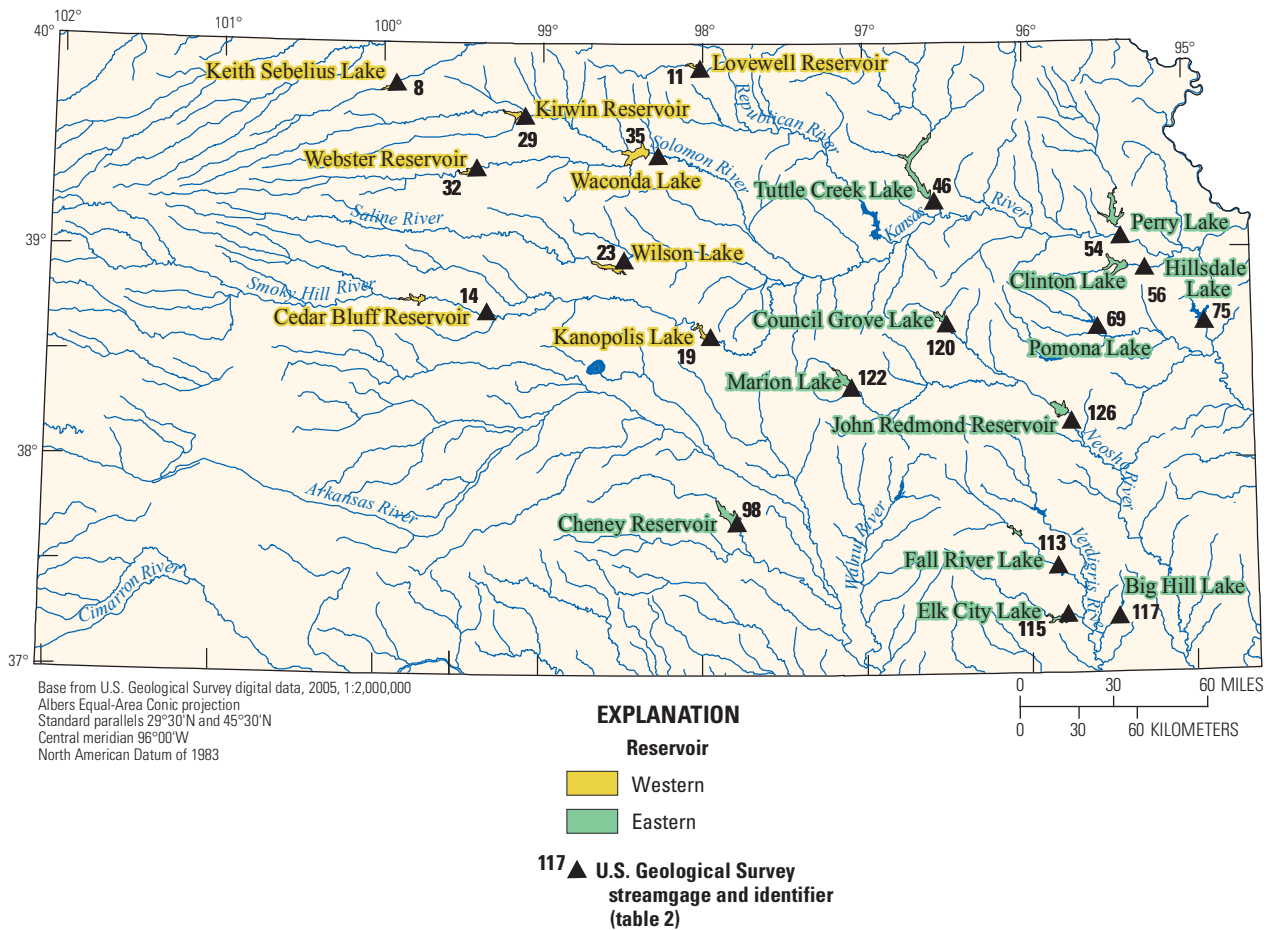 102°
40°
101°
100°
99°
98°
97°
96°
95°
Keith Sebelius Lake
8
Lovewell Reservoir
11
Kirwin Reservoir
29
Republican River
35
Solomon River
Webster Reservoir
32
Waconda Lake
Tuttle Creek Lake
46
Kansas River
Saline River
Perry Lake
54
39°
23
Wilson Lake
Clinton Lake
56
Hillsdale
Lake
75
Smoky Hill River
14
Cedar Bluff Reservoir
Council Grove Lake
120
69
Pomona Lake
Kanopolis Lake
19
Marion Lake
122
126
John Redmond Reservoir
Neosho River
38°
Arkansas River
98
Cheney Reservoir
Walnut River
Verdigris River
113
Fall River Lake
Big Hill Lake
117
Elk City Lake
115
Cimarron River
37°
Base from U.S. Geological Survey digital data, 2005, 1:2,000,000
Albers Equal-Area Conic projection
Standard parallels 29°30'N and 45°30'N
Central meridian 96°00'W
North American Datum of 1983
0 30 60 MILES
0 30 60 KILOMETERS
EXPLANATION
Reservoir
Western
Eastern
117 U.S. Geological Survey
streamgage and identifier
(table 2)